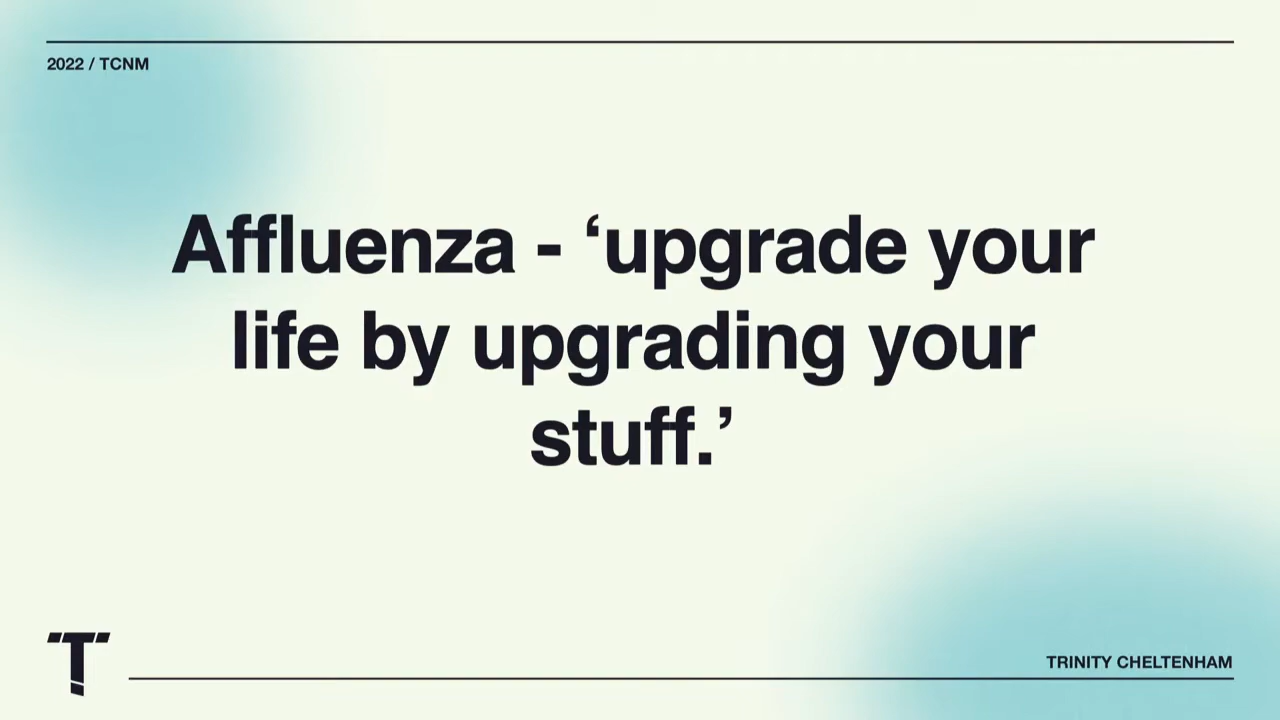 2022 / TCNM
Affluenza - ‘upgrade your
life by upgrading your
stuff.’
T
TRINITY CHELTENHAM